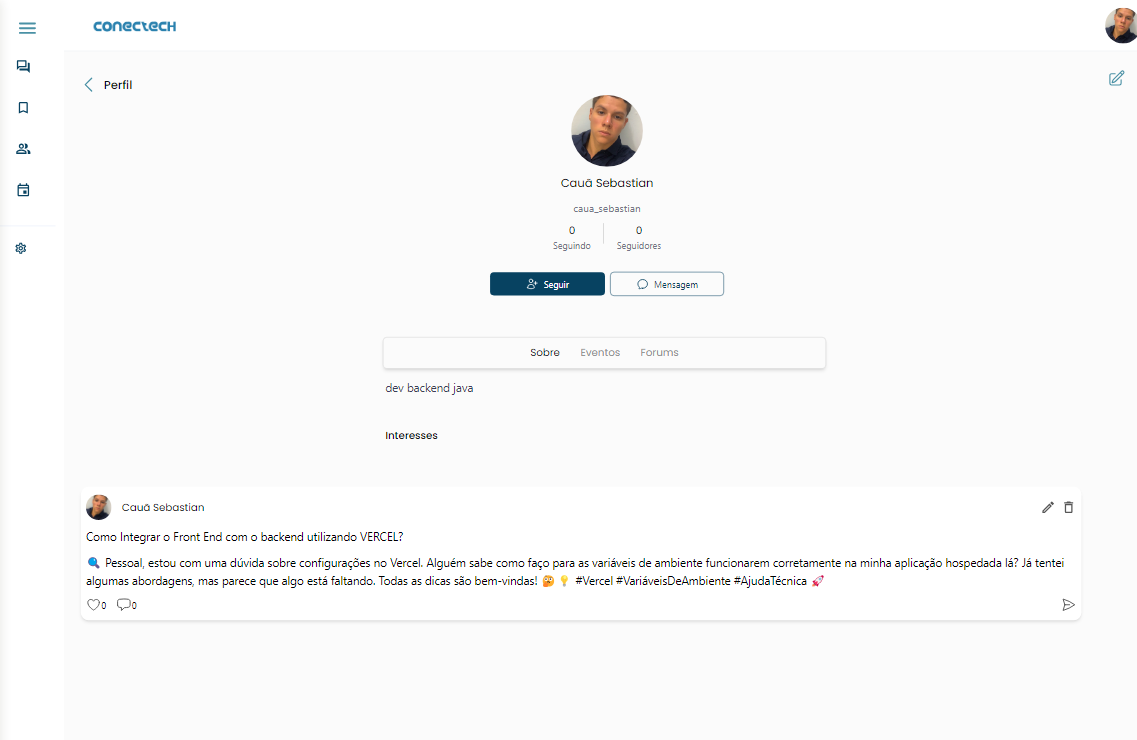 conectech
Perfil
Cauã Sebastian
caua_sebastian
0 0
Seguindo Seguidores
Seguir Mensagem
Sobre Eventos Forums
dev backend java
Interesses
Cauã Sebastian
Como Integrar o Front End com o backend utilizando VERCEL?
🔍 Pessoal, estou com uma dúvida sobre configurações no Vercel. Alguém sabe como faço para as variáveis de ambiente funcionarem corretamente na minha aplicação hospedada lá? Já tentei
algumas abordagens, mas parece que algo está faltando. Todas as dicas são bem-vindas! 🤔 💡 #Vercel #VariáveisDeAmbiente #AjudaTécnica 🚀
0 0